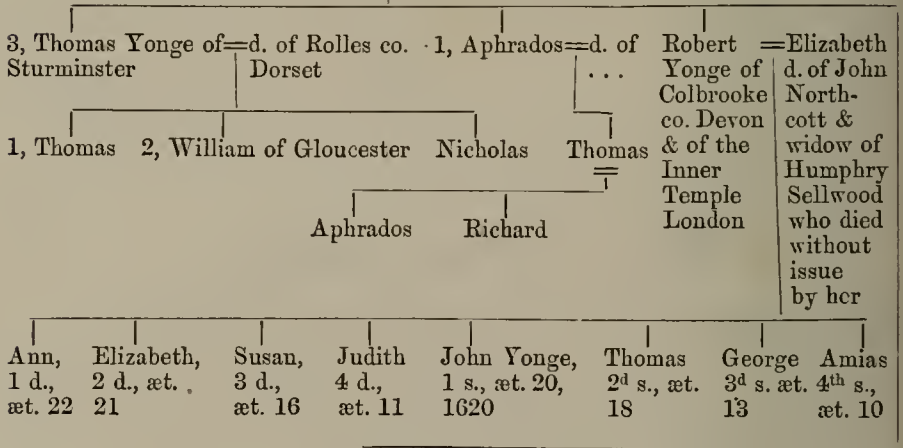 3, Thomas Yonge of=d. of Rolles co.
Sturminster Dorset
1, Aphrados=d. of
. . .
Robert =Elizabeth
Yonge of d. of John
Colbrooke North-
co. Devon cott &
& of the widow of
Inner Humphry
Temple Sellwood
London who died
without
issue
by her
1, Thomas 2, William of Gloucester Nicholas Thomas
=
Aphrados Richard
Ann,
1 d.,
æt. 22
Elizabeth,
2 d., æt.
21
Susan,
3 d.,
æt. 16
Judith
4 d.,
æt. 11
John Yonge,
1 s., æt. 20,
1620
Thomas
2d s., æt.
18
George
3d s. æt.
13
Amias
4th s.,
æt. 10